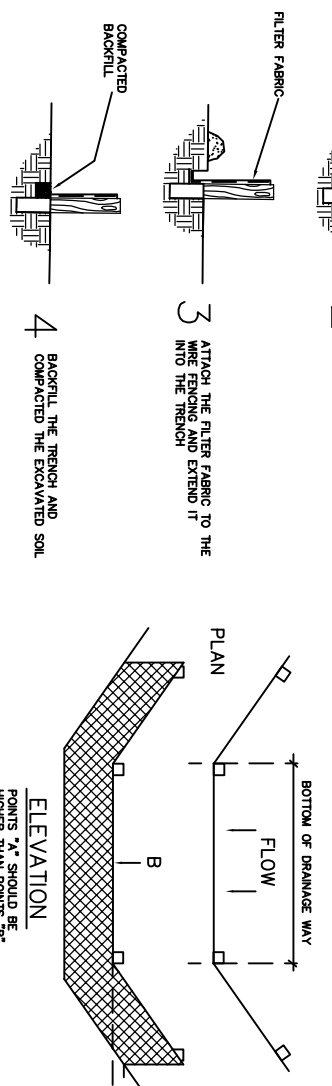 FILTER FABRIC
3
ATTACH THE FILTER FABRIC TO THE
WIRE FENCING AND EXTEND IT
INTO THE TRENCH
COMPACTED
BACKFILL
4
BACKFILL THE TRENCH AND
COMPACTED THE EXCAVATED SOIL
BOTTOM OF DRAINAGE WAY
FLOW
PLAN
B
ELEVATION
POINTS "A" SHOULD BE
HIGHER THAN POINTS "B"